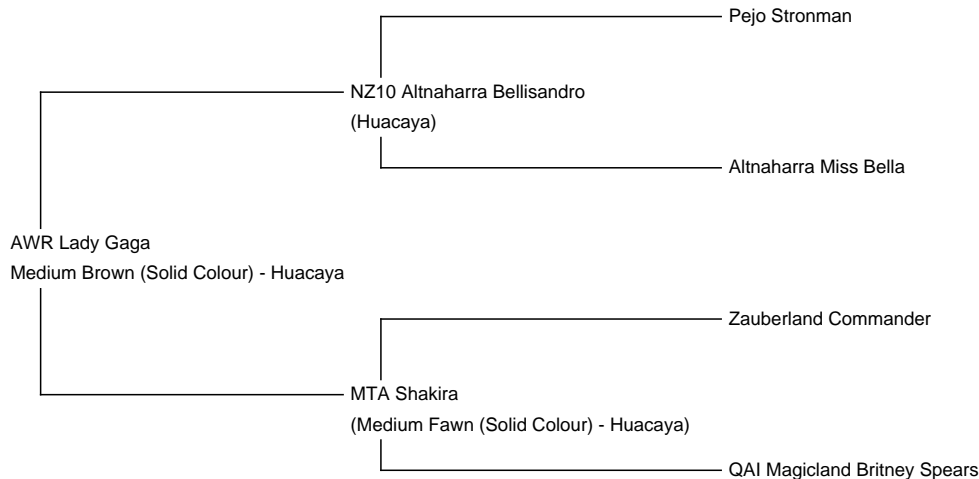 Pejo Stronman
NZ10 Altnaharra Bellisandro
(Huacaya)
Altnaharra Miss Bella
AWR Lady Gaga
Medium Brown (Solid Colour) - Huacaya
Zauberland Commander
MTA Shakira
(Medium Fawn (Solid Colour) - Huacaya)
QAI Magicland Britney Spears